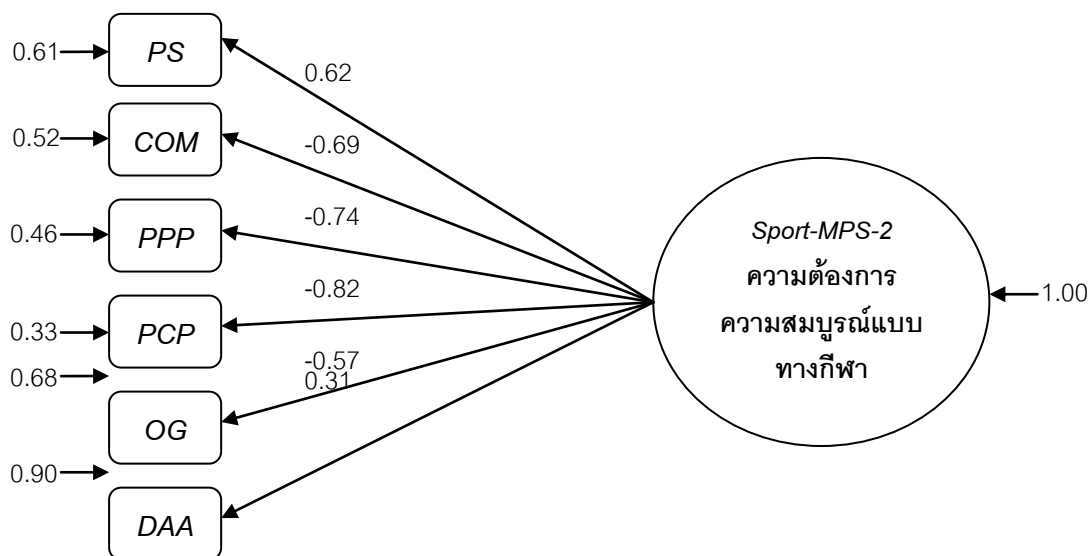 0.61
PS
0.62
0.52
COM
-0.69
0.46
PPP
-0.74
0.33
PCP
-0.82
0.68
-0.57
0.31
OG
0.90
DAA
Sport-MPS-2
ความต้องการ
ความสมบูรณ์แบบ
ทางกีฬา
1.00